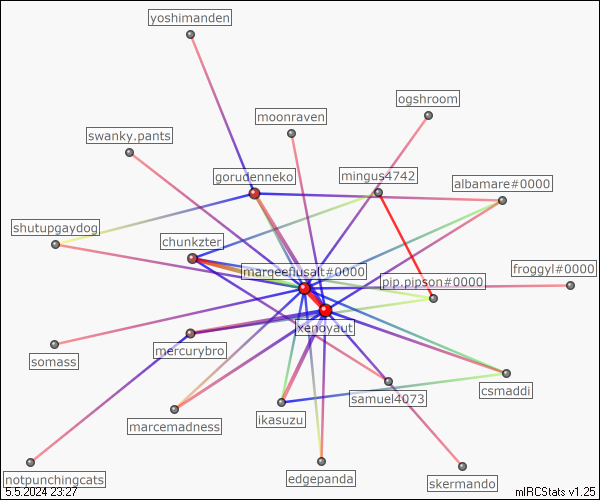 yoshimanden
ogshroom
moonraven
swanky.pants
gorudenneko
mingus4742
albamare#0000
shutupgaydog
chunkzter
marqeefiusalt#0000
froggyl#0000
pip.pipson#0000
xenoyaut
mercurybro
somass
csmaddi
samuel4073
marcemadness
ikasuzu
edgepanda
notpunchingcats
skermando
5.5.2024 23:27
mIRCStats v1.25